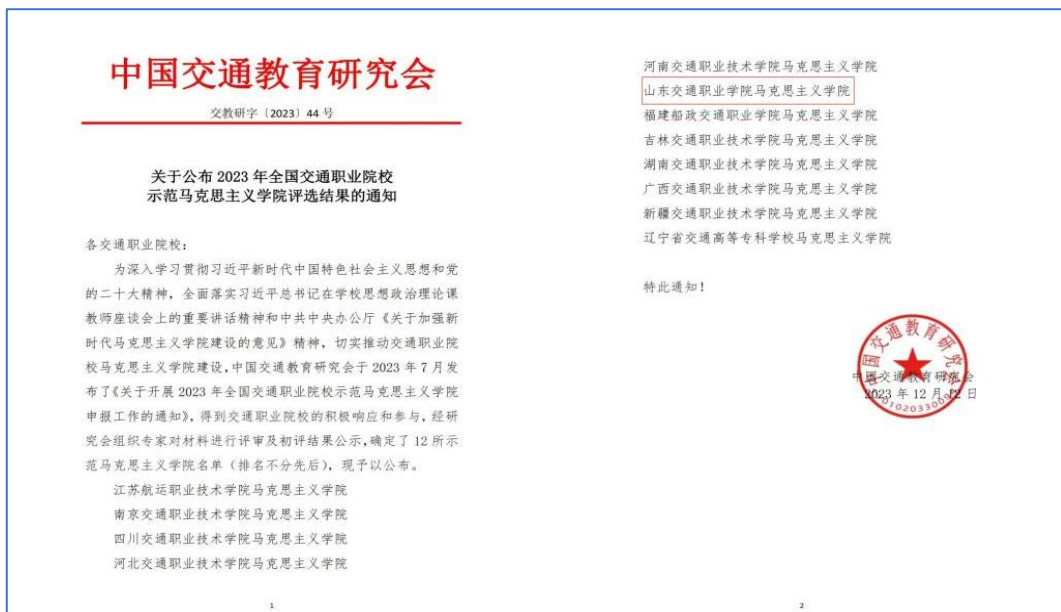 中国交通教育研究会
交教研字〔2023〕44 号
关于公布 2023 年全国交通职业院校
示范马克思主义学院评选结果的通知
各交通职业院校：
为深入学习贯彻习近平新时代中国特色社会主义思想和党
的二十大精神，全面落实习近平总书记在学校思想政治理论课
教师座谈会上的重要讲话精神和中共中央办公厅《关于加强新
时代马克思主义学院建设的意见》精神，切实推动交通职业院
校马克思主义学院建设,中国交通教育研究会于 2023 年 7 月发
布了《关于开展 2023 年全国交通职业院校示范马克思主义学院
申报工作的通知》，得到交通职业院校的积极响应和参与，经研
究会组织专家对材料进行评审及初评结果公示,确定了 12 所示
范马克思主义学院名单（排名不分先后），现予以公布。
江苏航运职业技术学院马克思主义学院
南京交通职业技术学院马克思主义学院
四川交通职业技术学院马克思主义学院
河北交通职业技术学院马克思主义学院
1
河南交通职业技术学院马克思主义学院
山东交通职业学院马克思主义学院
福建船政交通职业学院马克思主义学院
吉林交通职业技术学院马克思主义学院
湖南交通职业技术学院马克思主义学院
广西交通职业技术学院马克思主义学院
新疆交通职业技术学院马克思主义学院
辽宁省交通高等专科学校马克思主义学院
特此通知！
中国交通教育研究会
中国交通教育研究会
2023 年 12 月 12 日
2